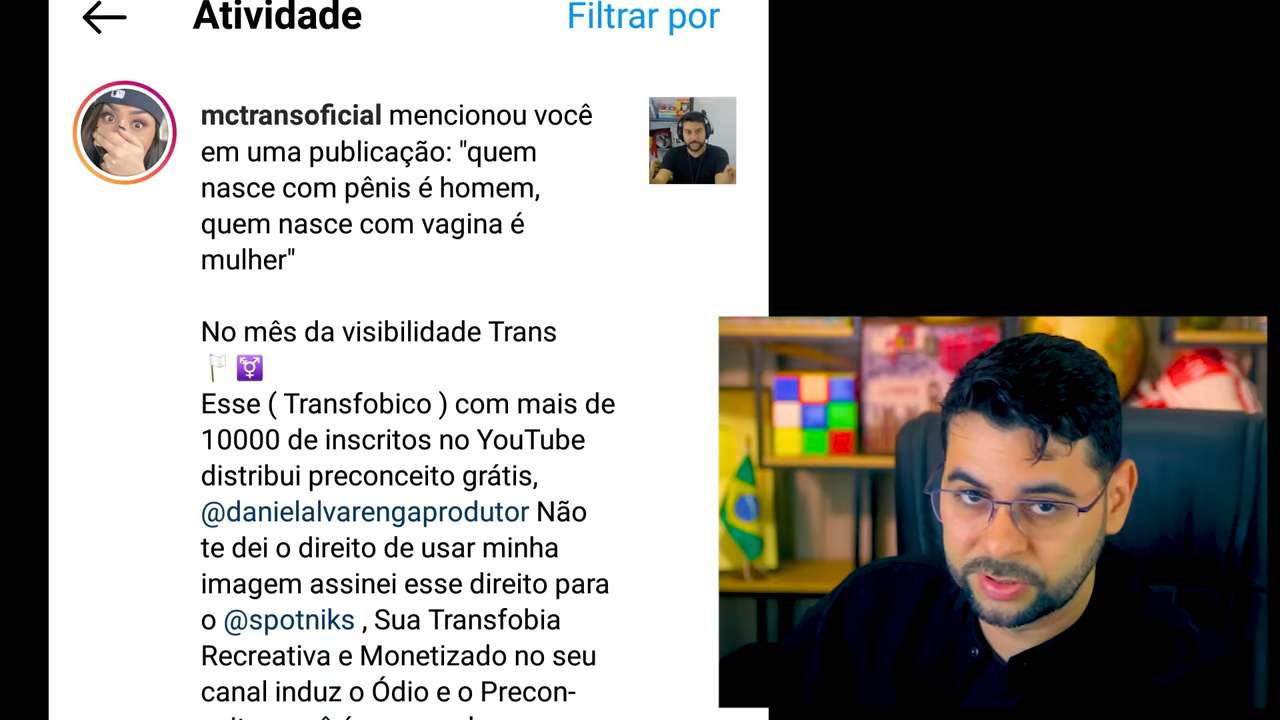 Atividade
Filtrar por
mctransoficial mencionou você
em uma publicação: "quem
nasce com pênis é homem,
quem nasce com vagina é
mulher"
No mês da visibilidade Trans
🏳️ ⚧️
Esse ( Transfobico ) com mais de
10000 de inscritos no YouTube
distribui preconceito grátis,
@danielalvarengaprodutor Não
te dei o direito de usar minha
imagem assinei esse direito para
o @spotniks , Sua Transfobia
Recreativa e Monetizado no seu
canal induz o Ódio e o Precon-